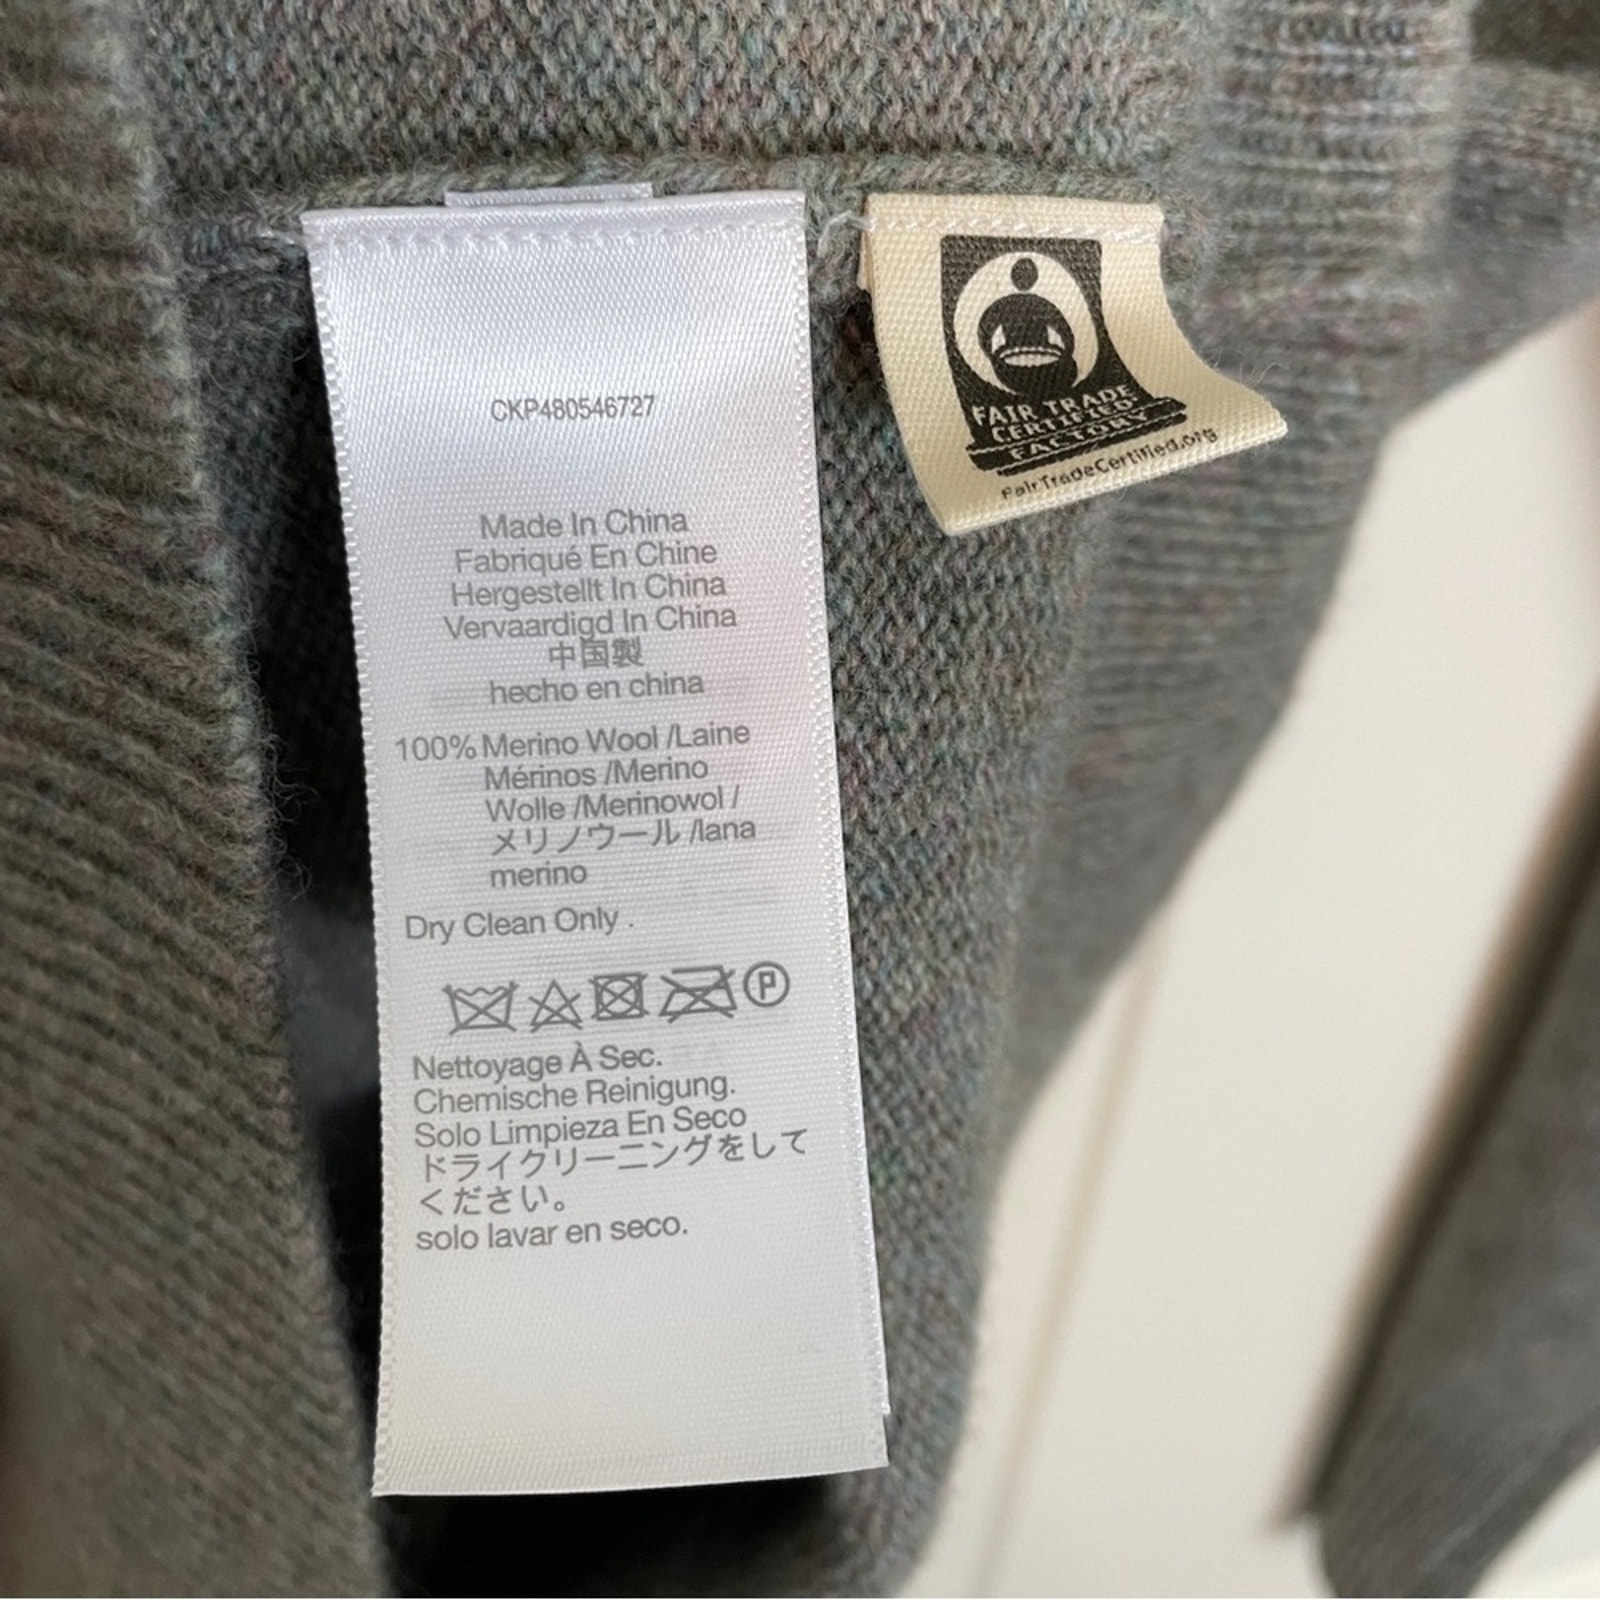 CKP480546727
Made In China
Fabriqué En Chine
Hergestellt In China
Vervaardigd In China
中国製
hecho en china
100% Merino Wool /Laine
Mérinos /Merino
Wolle /Merinowol /
メリノウール /lana
merino
Dry Clean Only .
P
Nettoyage À Sec.
Chemische Reinigung.
Solo Limpieza En Seco
ドライクリーニングをして
ください。
solo lavar en seco.
FAIR TRADE
CERTIFIED
FACTORY
FairTradeCertified.org